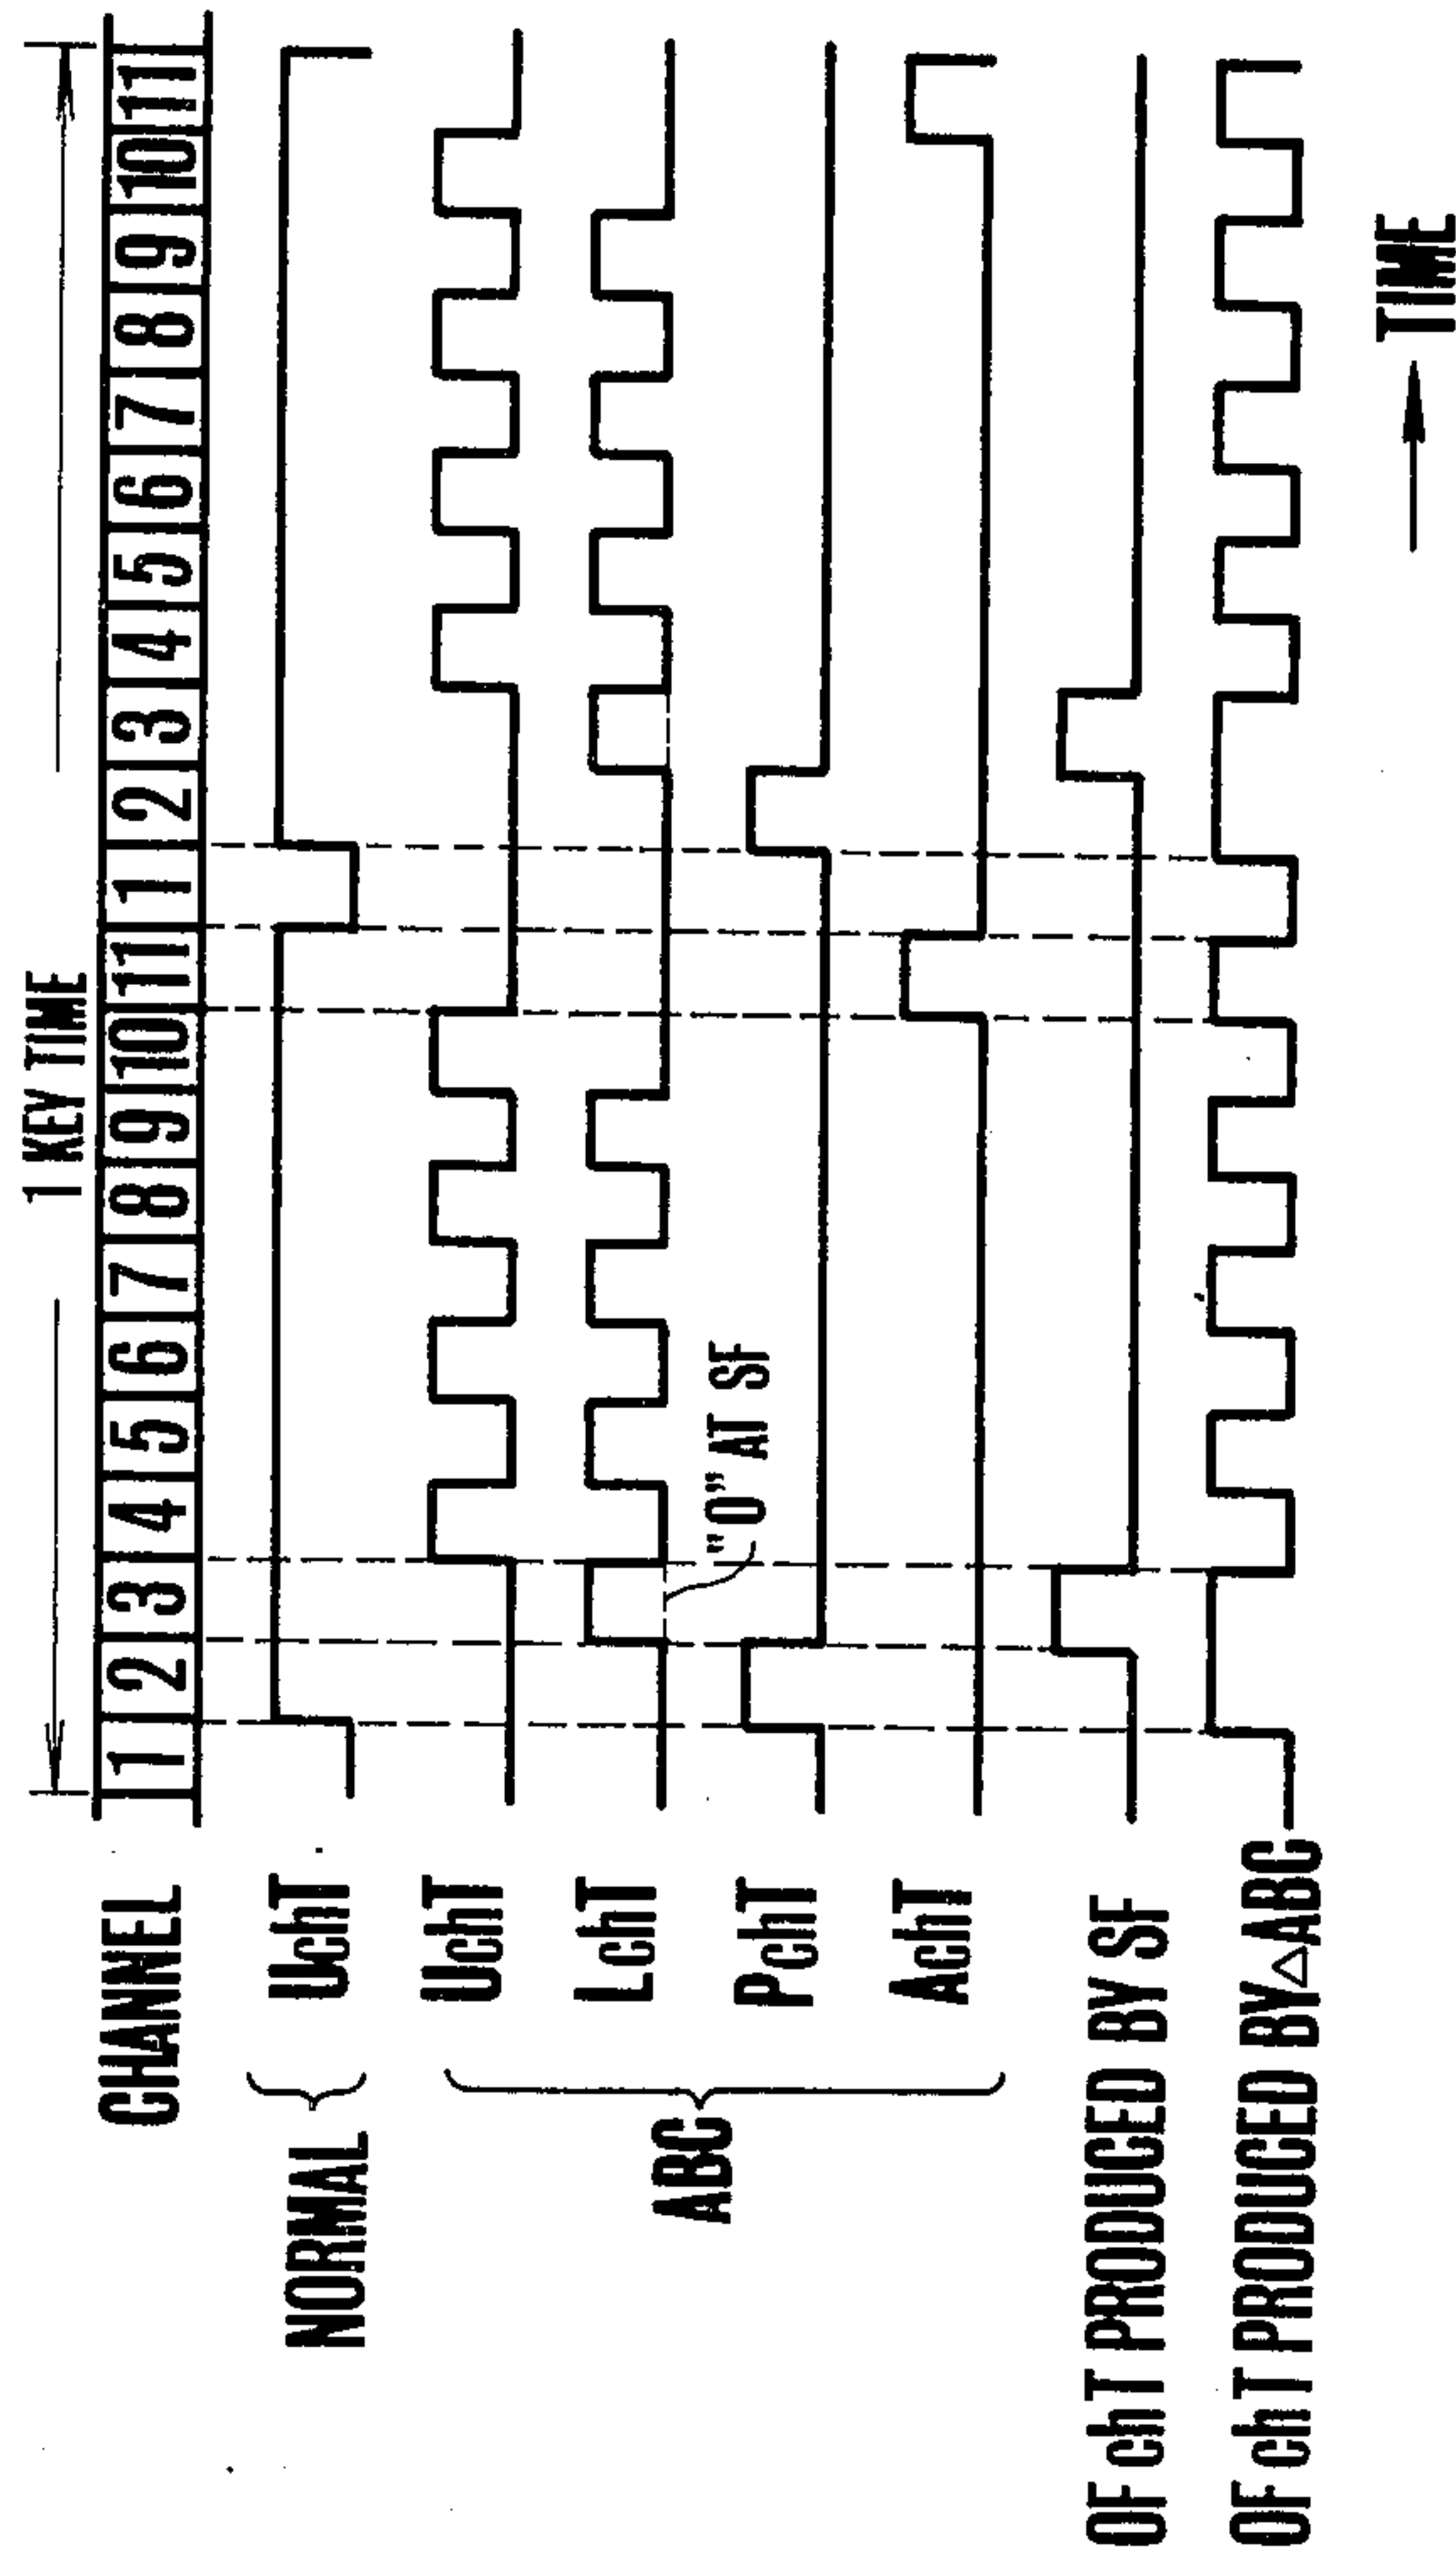 1 KEY TIME
CHANNEL 1 2 3 4 5 6 7 8 9 10 11 1 2 3 4 5 6 7 8 9 10 11
NORMAL
UchT
ABC
UchT
LchT
"0" AT SF
PchT
AchT
OF chT PRODUCED BY SF
OF chT PRODUCED BY△ABC
TIME